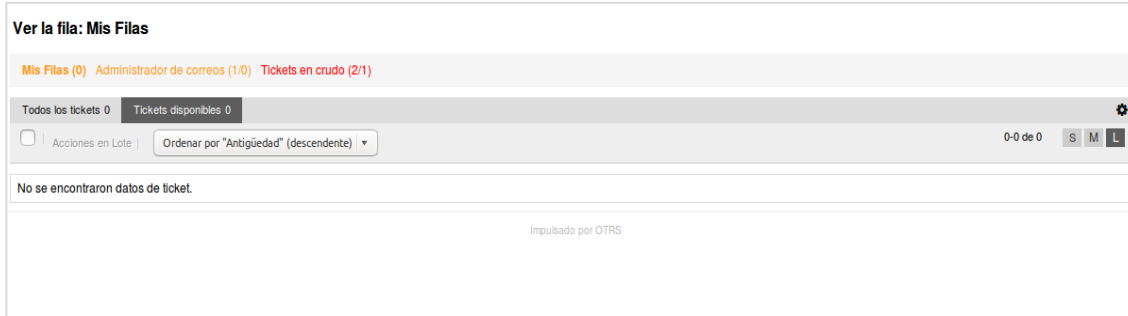 Ver la fila: Mis Filas
Mis Filas (0) Administrador de correos (1/0) Tickets en crudo (2/1)
Todos los tickets 0 Tickets disponibles 0
Acciones en Lote Ordenar por "Antigüedad" (descendente) 0-0 de 0 S M L
No se encontraron datos de ticket.
Impulsado por OTRS